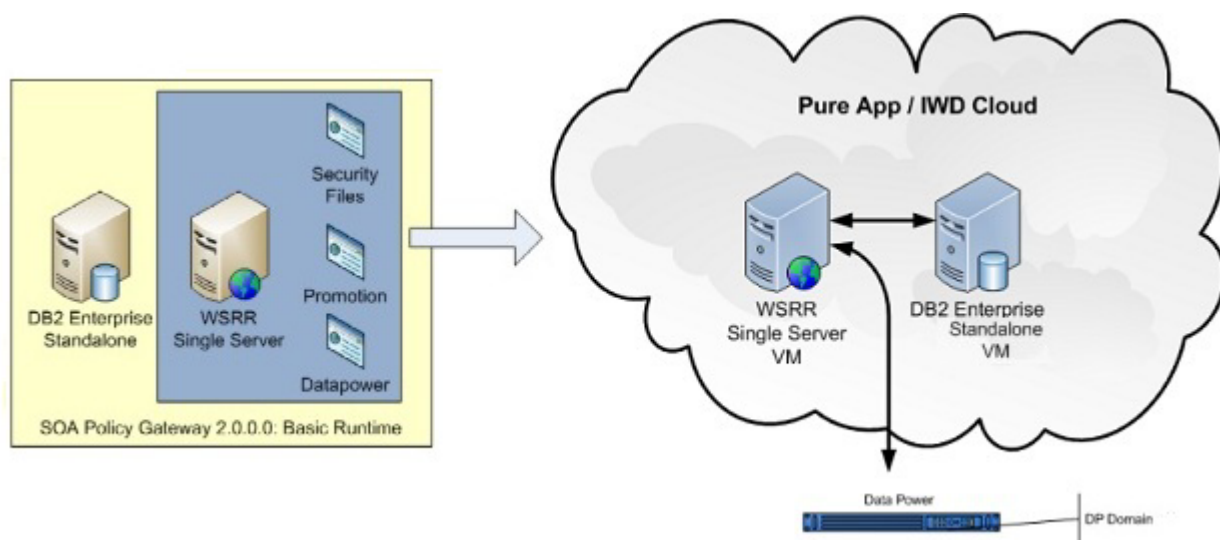 Security
Files
Promotion
Datapower
DB2 Enterprise
Standalone
WSRR
Single Server
SOA Policy Gateway 2.0.0.0: Basic Runtime
Pure App / IWD Cloud
WSRR
Single Server
VM
DB2 Enterprise
Standalone
VM
Data Power
DP Domain